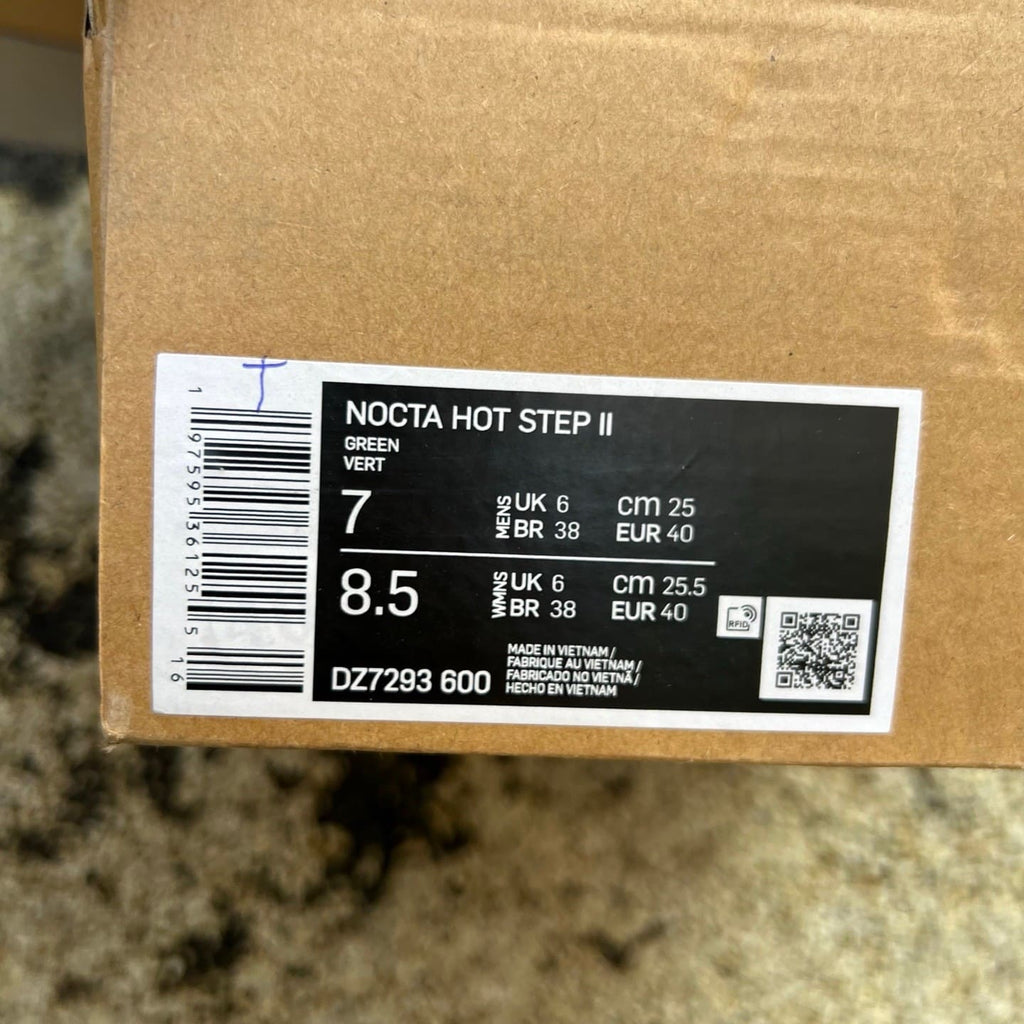 NOCTA HOT STEP II
GREEN
VERT
7 MENS UK 6 cm 25
BR 38 EUR 40
8.5 WMNS UK 6 cm 25.5
BR 38 EUR 40
RFID
DZ7293 600
MADE IN VIETNAM /
FABRIQUE AU VIETNAM /
FABRICADO NO VIETNÃ /
HECHO EN VIETNAM
1 97595 36125 5 16